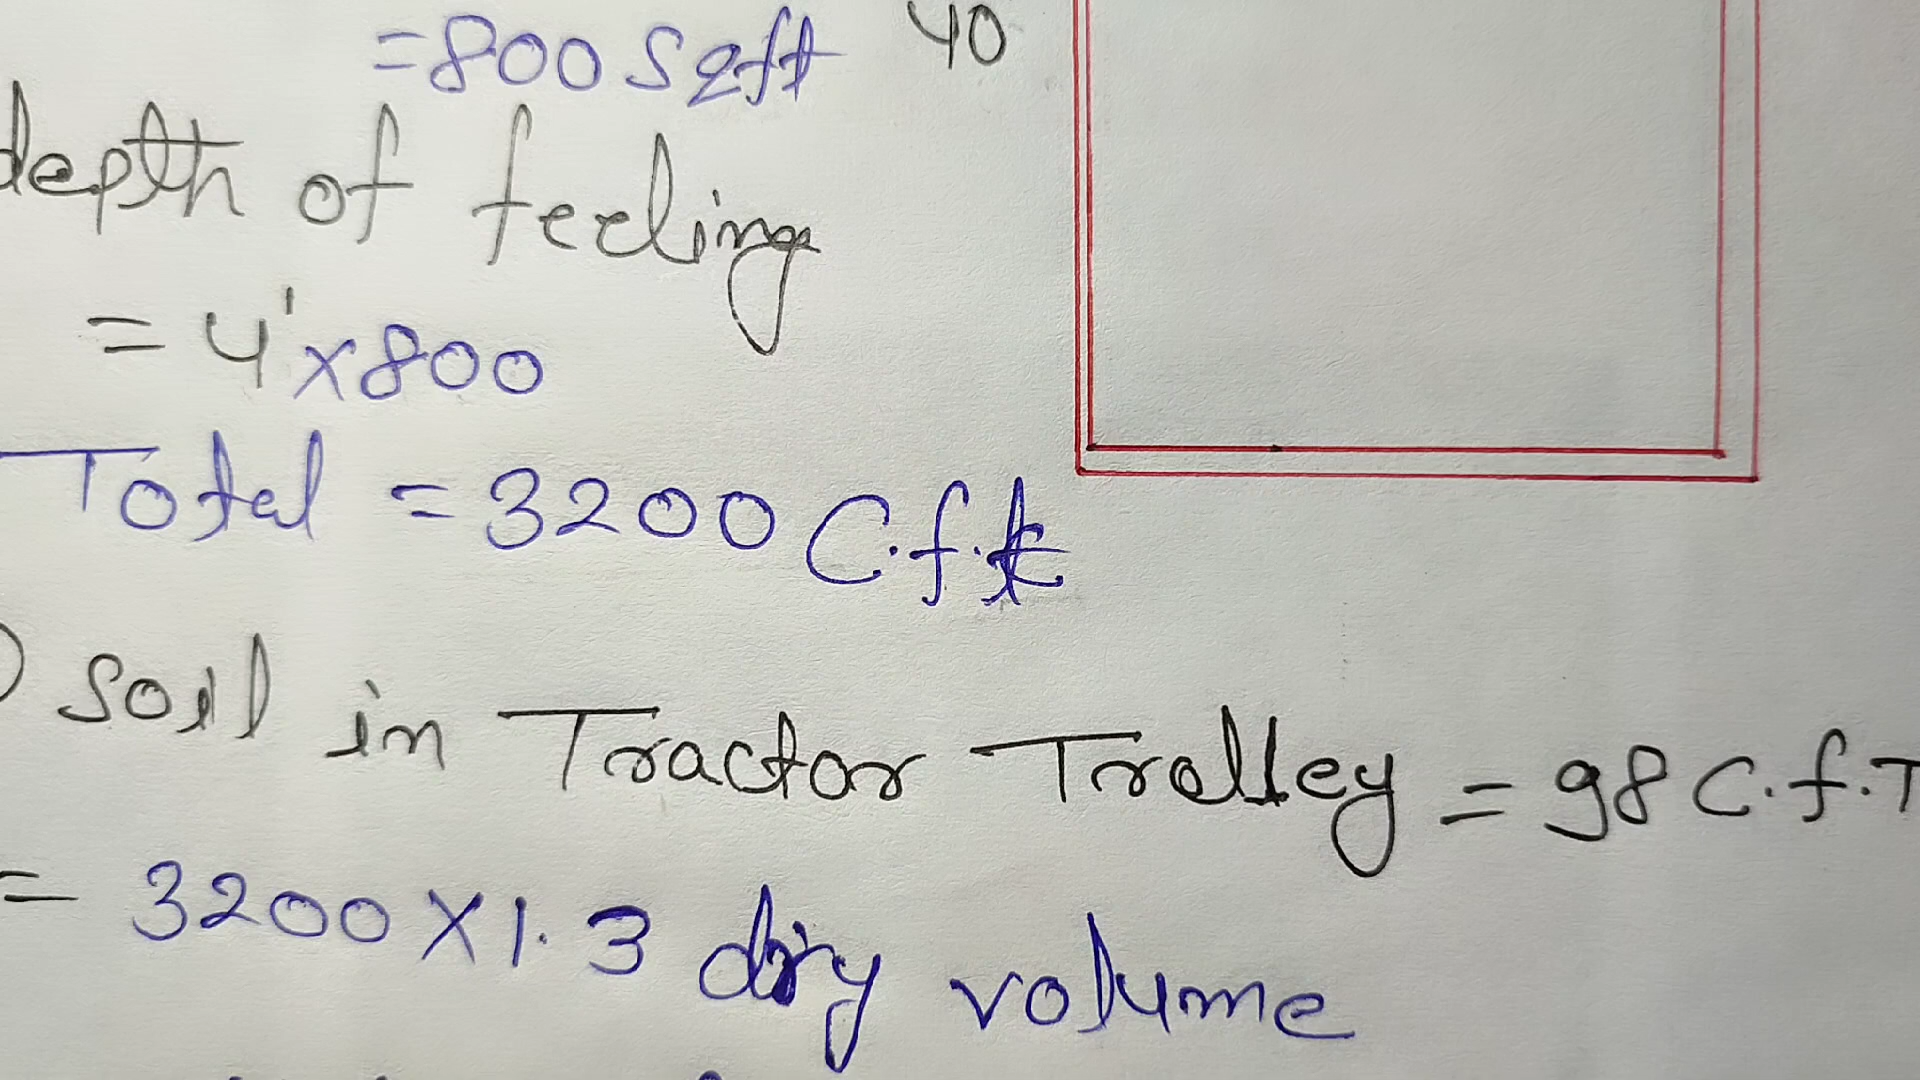 =800 Sqft 40
depth of feeling
= 4'x800
Total = 3200 C.f.t
soil in Tractor Trolley = 98 C.f.T
= 3200 X 1.3 dry volume